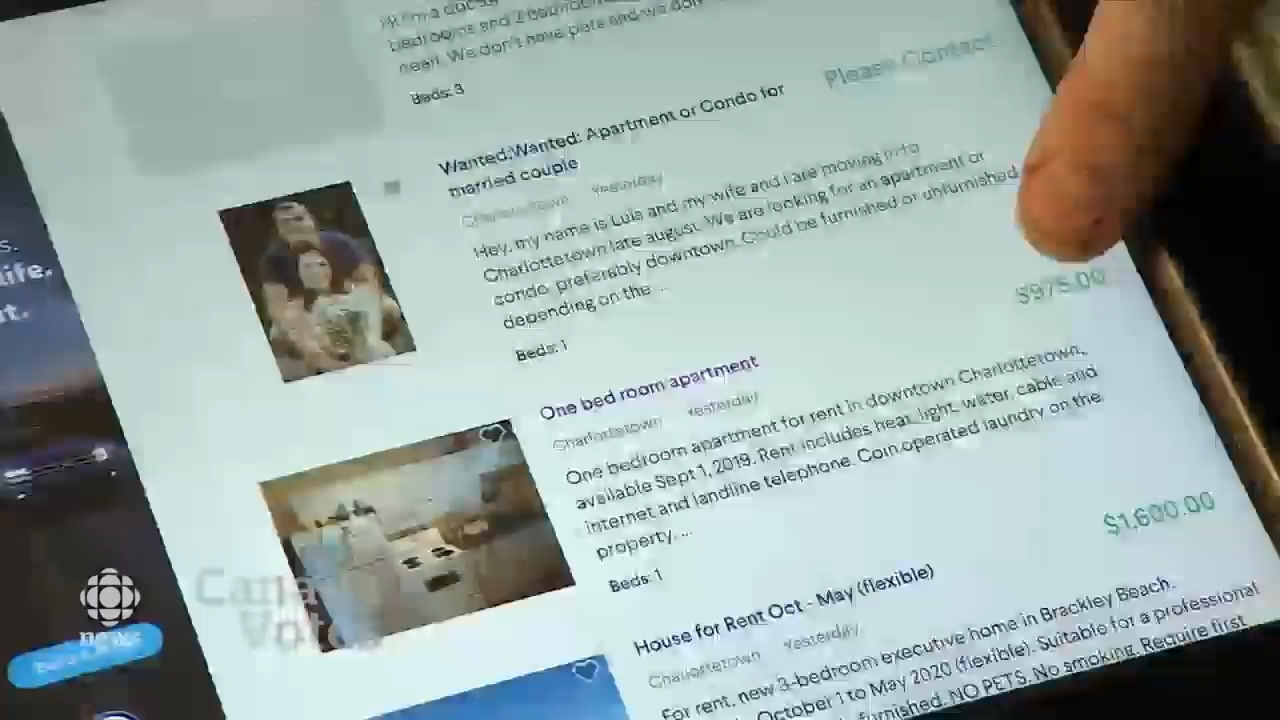 bedrooms and 2 bathrooms
near. We don't have pets and we don't
Beds: 3
Please Contact
Wanted:Wanted: Apartment or Condo for
married couple
Charlottetown Yesterday
Hey, my name is Luis and my wife and I are moving into
Charlottetown late august. We are looking for an apartment or
condo, preferably downtown. Could be furnished or unfurnished
depending on the ...
Beds: 1
$975.00
One bed room apartment
Charlottetown Yesterday
One bedroom apartment for rent in downtown Charlottetown,
available Sept 1, 2019. Rent includes heat, light, water, cable and
internet and landline telephone. Coin operated laundry on the
property. ...
Beds: 1
$1,600.00
House for Rent Oct - May (flexible)
Charlottetown Yesterday
For rent, new 3-bedroom executive home in Brackley Beach.
October 1 to May 2020 (flexible). Suitable for a professional
furnished. NO PETS. No smoking. Require first
s.
life.
t.
news
Cana
Vote